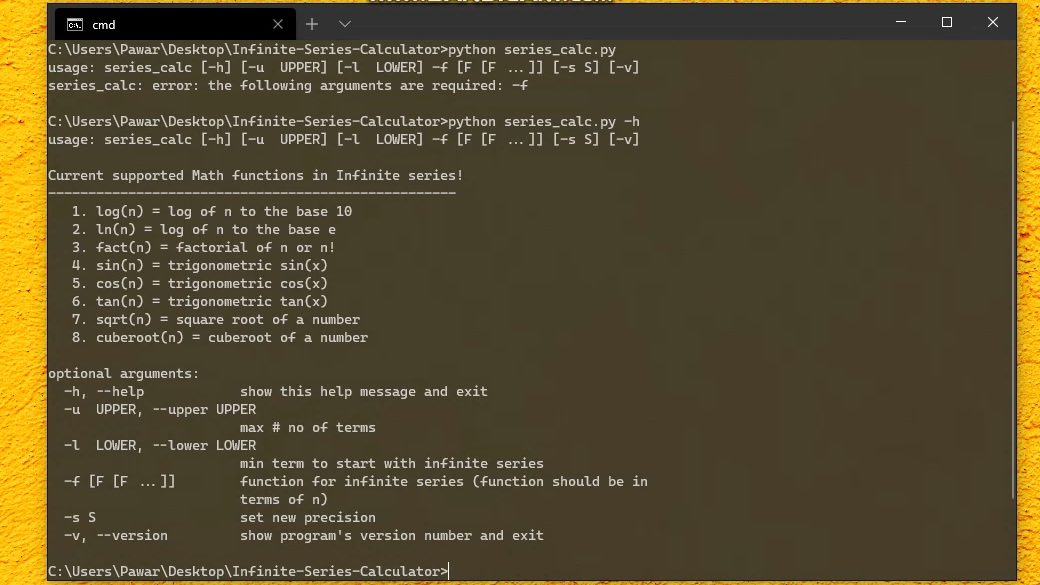 cmd
C:\Users\Pawar\Desktop\Infinite-Series-Calculator>python series_calc.py
usage: series_calc [-h] [-u  UPPER] [-l  LOWER] -f [F [F ...]] [-s S] [-v]
series_calc: error: the following arguments are required: -f
C:\Users\Pawar\Desktop\Infinite-Series-Calculator>python series_calc.py -h
usage: series_calc [-h] [-u  UPPER] [-l  LOWER] -f [F [F ...]] [-s S] [-v]
Current supported Math functions in Infinite series!
---------------------------------------------------
1. log(n) = log of n to the base 10
2. ln(n) = log of n to the base e
3. fact(n) = factorial of n or n!
4. sin(n) = trigonometric sin(x)
5. cos(n) = trigonometric cos(x)
6. tan(n) = trigonometric tan(x)
7. sqrt(n) = square root of a number
8. cuberoot(n) = cuberoot of a number
optional arguments:
-h, --help            show this help message and exit
-u  UPPER, --upper UPPER
max # no of terms
-l  LOWER, --lower LOWER
min term to start with infinite series
-f [F [F ...]]        function for infinite series (function should be in
terms of n)
-s S                  set new precision
-v, --version         show program's version number and exit
C:\Users\Pawar\Desktop\Infinite-Series-Calculator>